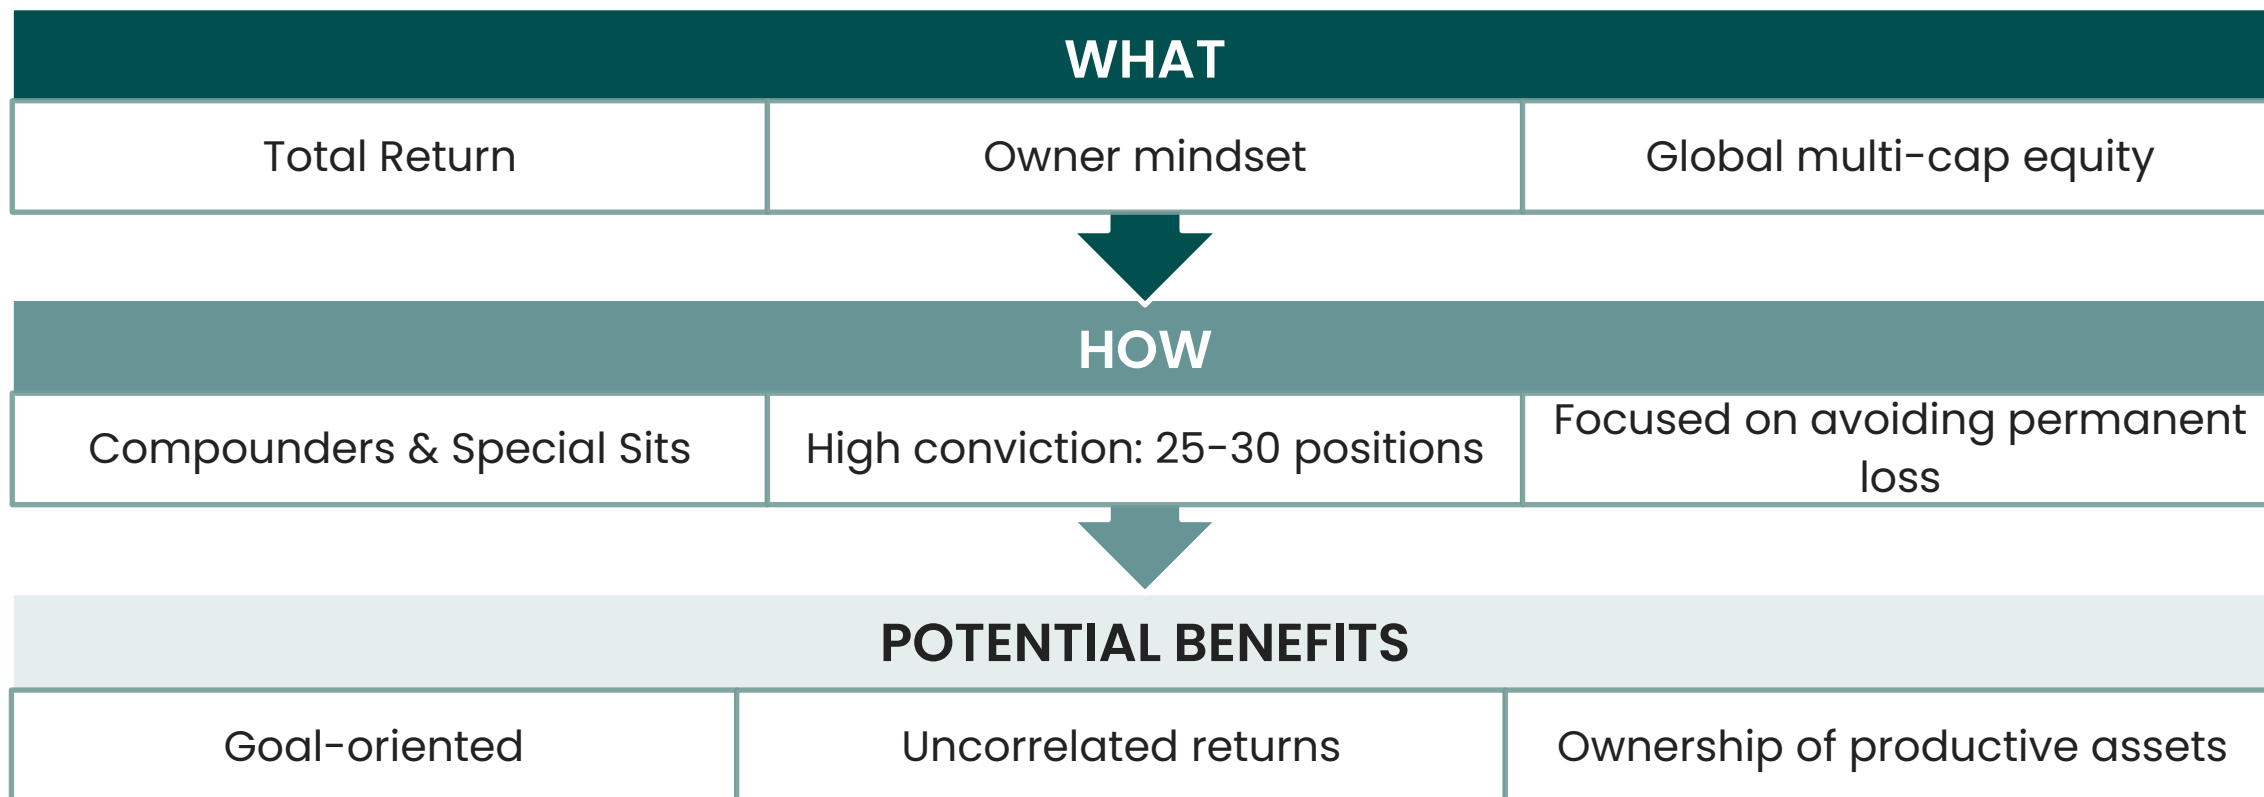 WHAT
Total Return
Owner mindset
Global multi-cap equity
HOW
Compounders & Special Sits
High conviction: 25-30 positions
Focused on avoiding permanent
loss
POTENTIAL BENEFITS
Goal-oriented
Uncorrelated returns
Ownership of productive assets